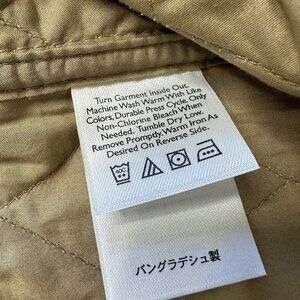 Turn Garment Inside Out.
Machine Wash Warm With Like
Colors, Durable Press Cycle. Only
Non-Chlorine Bleach When
Needed. Tumble Dry Low.
Remove Promptly. Warm Iron As
Desired On Reverse Side.
40C
バングラデシュ製